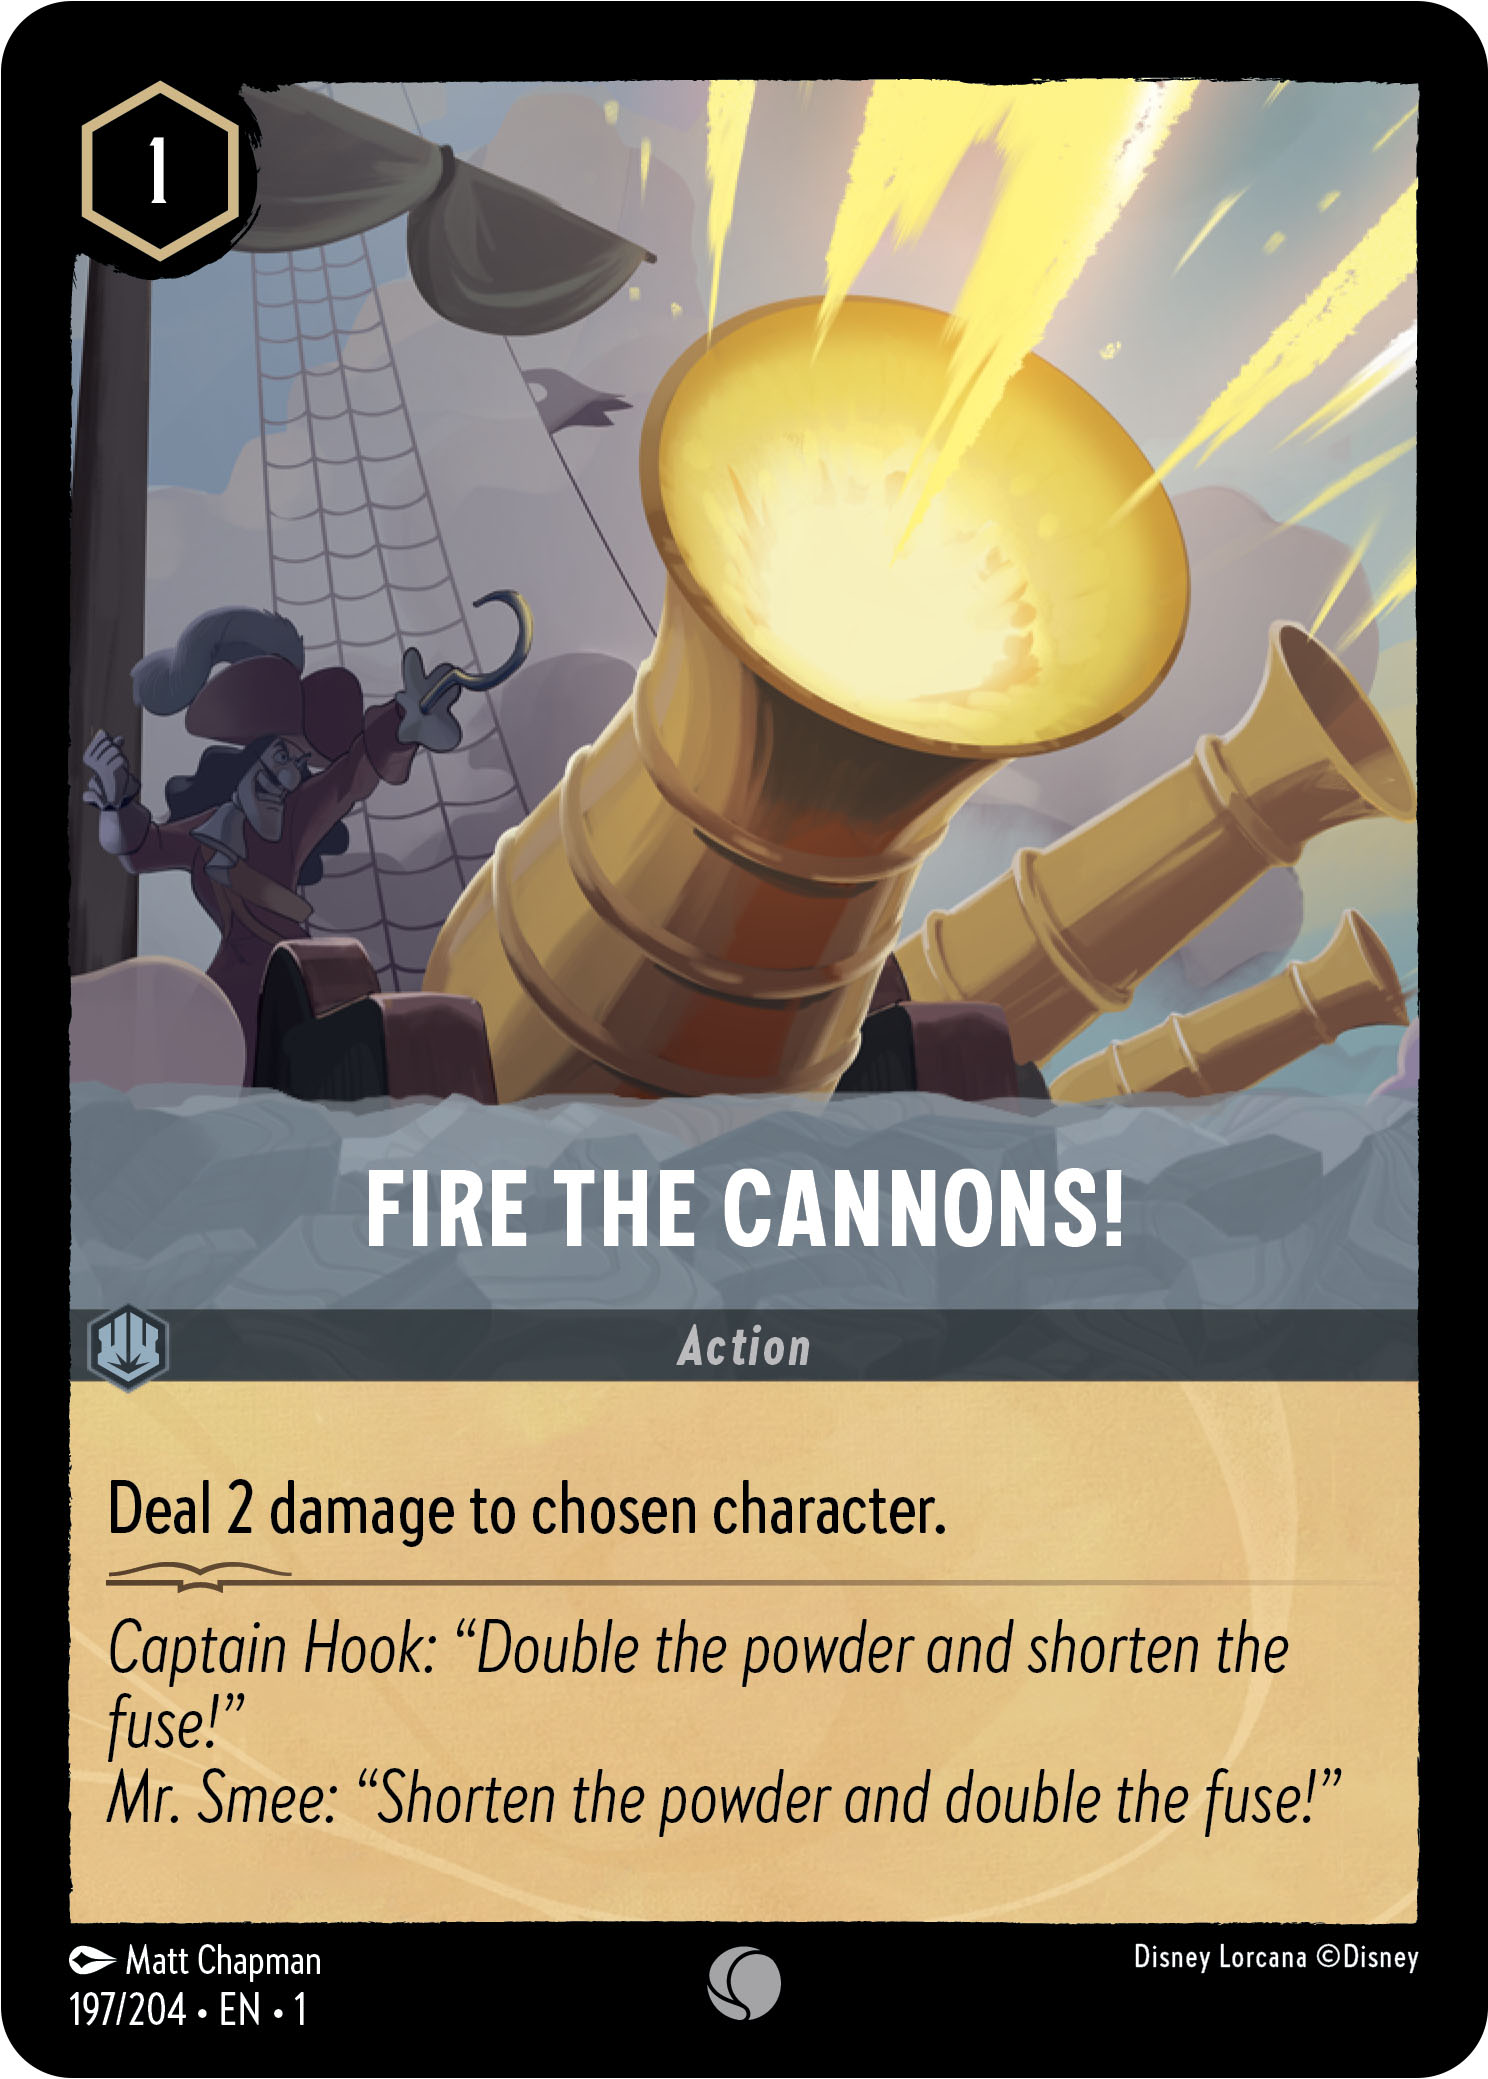 1
FIRE THE CANNONS!
Action
Deal 2 damage to chosen character.
Captain Hook: “Double the powder and shorten the
fuse!”
Mr. Smee: “Shorten the powder and double the fuse!”
Matt Chapman
Disney Lorcana ©Disney
197/204 • EN • 1